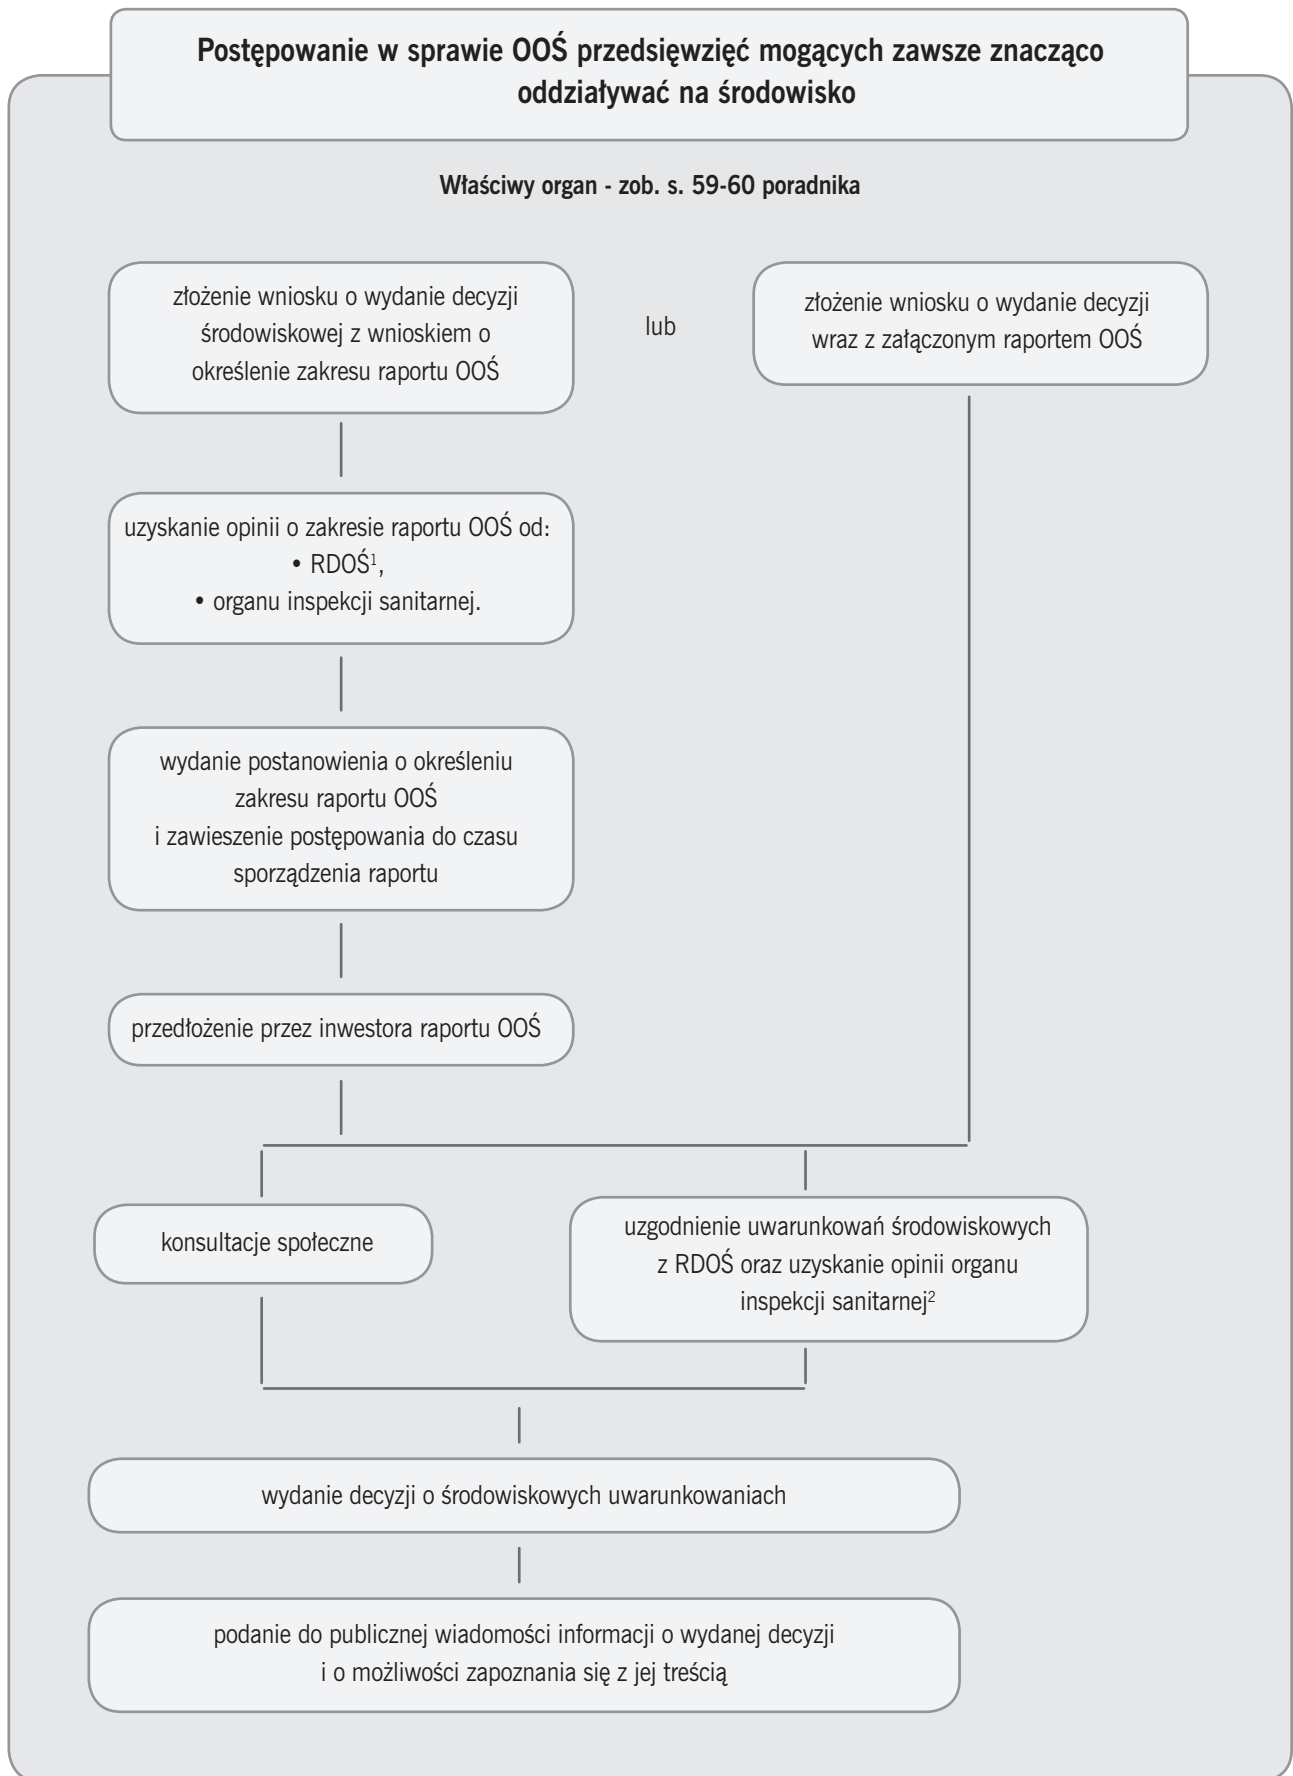 Postępowanie w sprawie OOŚ przedsięwzięć mogących zawsze znacząco
oddziaływać na środowisko
Właściwy organ - zob. s. 59-60 poradnika
złożenie wniosku o wydanie decyzji
środowiskowej z wnioskiem o
określenie zakresu raportu OOŚ
lub
złożenie wniosku o wydanie decyzji
wraz z załączonym raportem OOŚ
uzyskanie opinii o zakresie raportu OOŚ od:
• RDOŚ¹,
• organu inspekcji sanitarnej.
wydanie postanowienia o określeniu
zakresu raportu OOŚ
i zawieszenie postępowania do czasu
sporządzenia raportu
przedłożenie przez inwestora raportu OOŚ
konsultacje społeczne
uzgodnienie uwarunkowań środowiskowych
z RDOŚ oraz uzyskanie opinii organu
inspekcji sanitarnej²
wydanie decyzji o środowiskowych uwarunkowaniach
podanie do publicznej wiadomości informacji o wydanej decyzji
i o możliwości zapoznania się z jej treścią